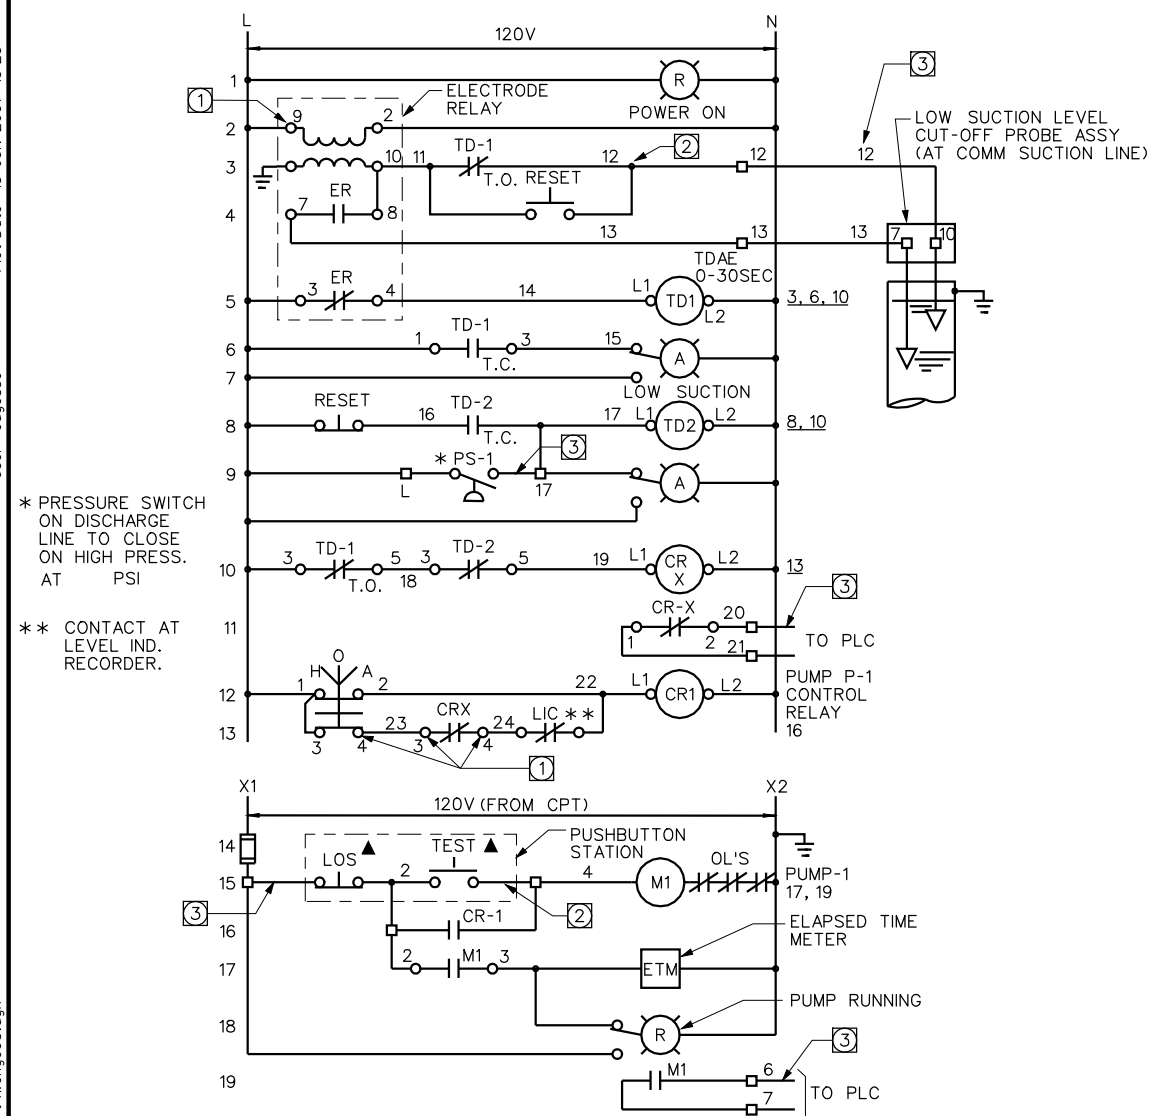 L
N
120V
1
R
POWER ON
3
1
ELECTRODE
RELAY
9
2
2
LOW SUCTION LEVEL
CUT-OFF PROBE ASSY
(AT COMM SUCTION LINE)
TD-1
2
3
10
11
12
12
12
T.O.
RESET
ER
4
7
8
13
13
13
7
10
TDAE
0-30SEC
ER
5
3
4
14
L1
TD1
L2
3, 6, 10
TD-1
6
1
3
15
A
T.C.
7
LOW SUCTION
RESET
TD-2
8
16
17
L1
TD2
L2
8, 10
T.C.
3
* PS-1
9
L
17
A
* PRESSURE SWITCH
ON DISCHARGE
LINE TO CLOSE
ON HIGH PRESS.
AT PSI
TD-1
TD-2
10
3
5
3
5
18
19
L1
CR
X
L2
13
T.O.
3
CR-X
11
20
1
2
21
TO PLC
* * CONTACT AT
LEVEL IND.
RECORDER.
O
H
A
12
1
2
22
L1
CR1
L2
PUMP P-1
CONTROL
RELAY
16
CRX
LIC * *
13
23
24
3
4
3
4
1
X1
X2
120V (FROM CPT)
14
PUSHBUTTON
STATION
LOS
TEST
OL'S
15
2
4
M1
PUMP-1
17, 19
3
2
16
CR-1
ELAPSED TIME
METER
17
2
M1
3
ETM
PUMP RUNNING
18
R
3
19
M1
6
7
TO PLC